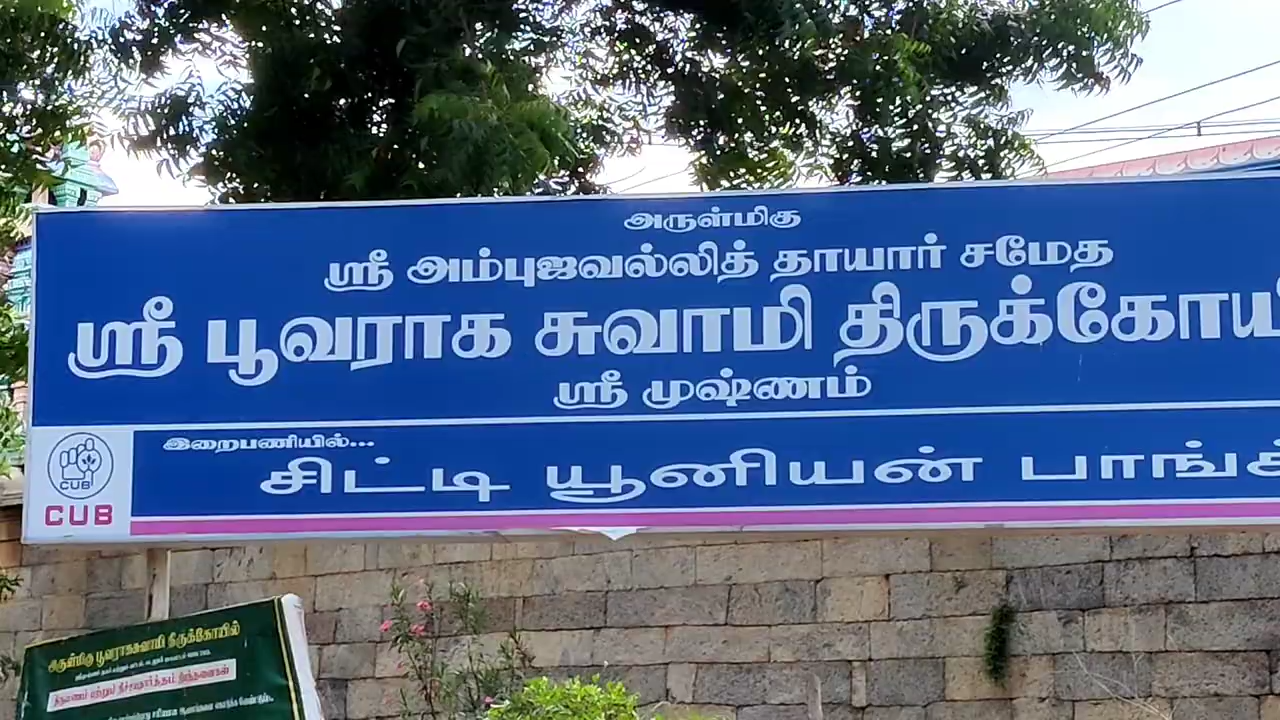 அருள்மிகு
ஸ்ரீ அம்புஜவல்லித் தாயார் சமேத
ஸ்ரீ பூவராக சுவாமி திருக்கோயி
ஸ்ரீ முஷ்ணம்
இறைபணியில்...
சிட்டி யூனியன் பாங்க்
CUB
CUB
அருள்மிகு பூவராகசுவாமி திருக்கோயில்